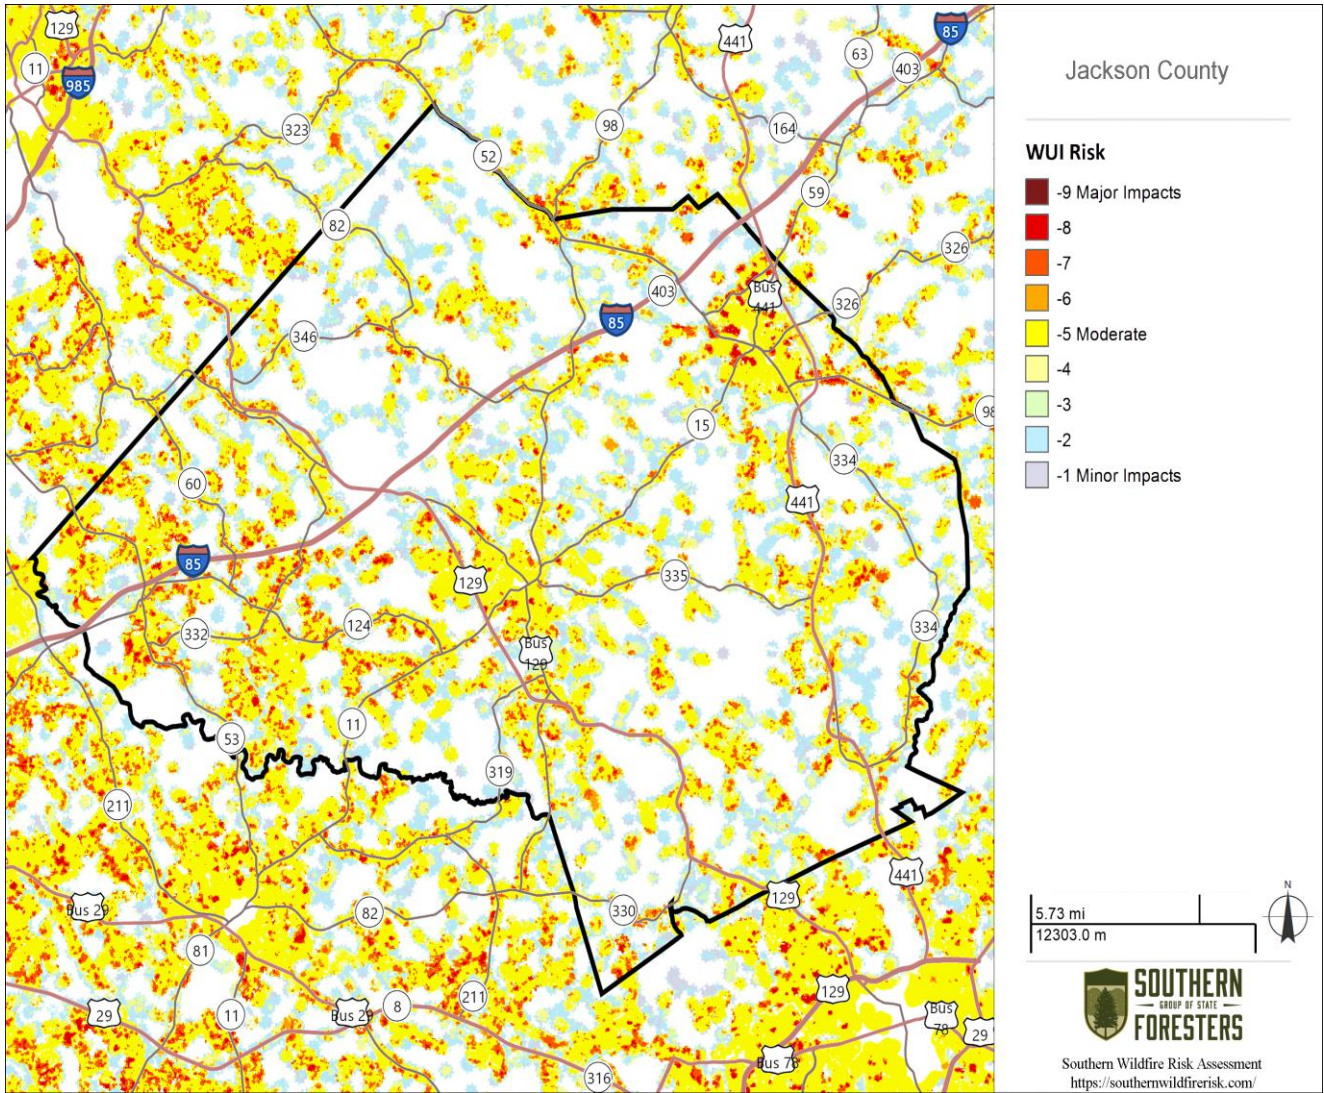 Jackson County
WUI Risk
-9 Major Impacts
-8
-7
-6
-5 Moderate
-4
-3
-2
-1 Minor Impacts
5.73 mi
12303.0 m
N
SOUTHERN
GROUP OF STATE
FORESTERS
Southern Wildfire Risk Assessment
https://southernwildfirerisk.com/
129
11
985
441
63
85
403
323
98
164
52
59
82
326
403
Bus
441
326
85
346
98
15
334
60
441
85
129
335
332
124
334
Bus
129
11
53
319
211
441
Bus 29
82
330
129
81
29
11
Bus 29
8
211
129
Bus
78
29
Bus 78
316